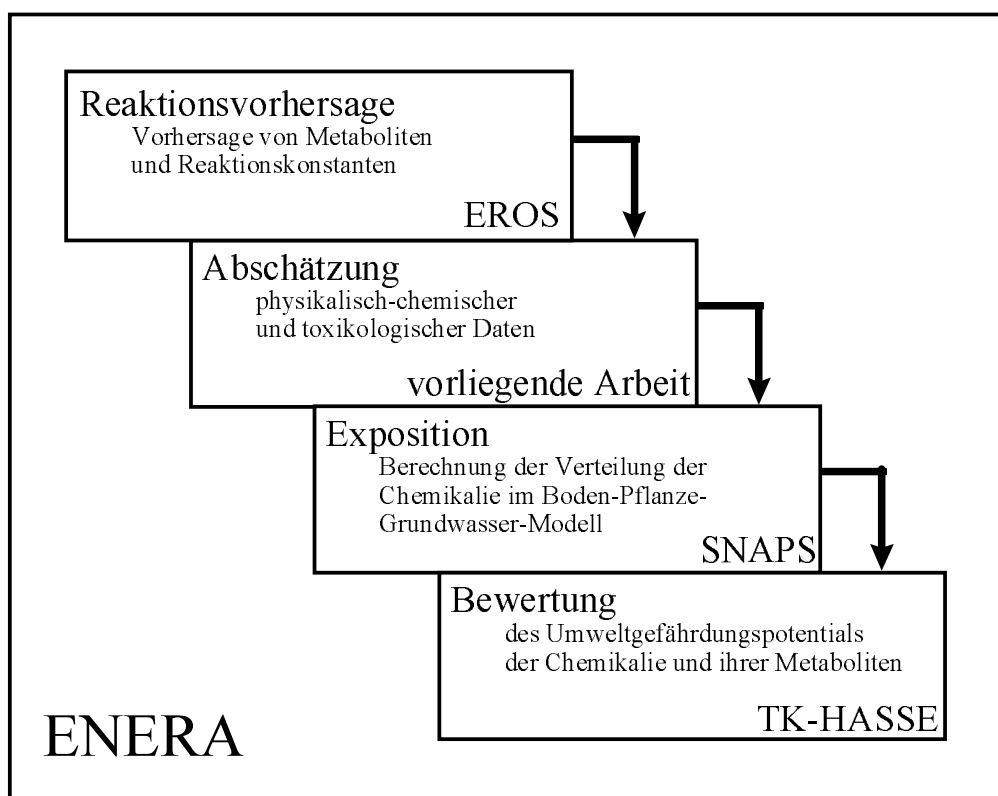 Reaktionsvorhersage
Vorhersage von Metaboliten
und Reaktionskonstanten
EROS
Abschätzung
physikalisch-chemischer
und toxikologischer Daten
vorliegende Arbeit
Exposition
Berechnung der Verteilung der
Chemikalie im Boden-Pflanze-
Grundwasser-Modell
SNAPS
Bewertung
des Umweltgefährdungspotentials
der Chemikalie und ihrer Metaboliten
TK-HASSE
ENERA